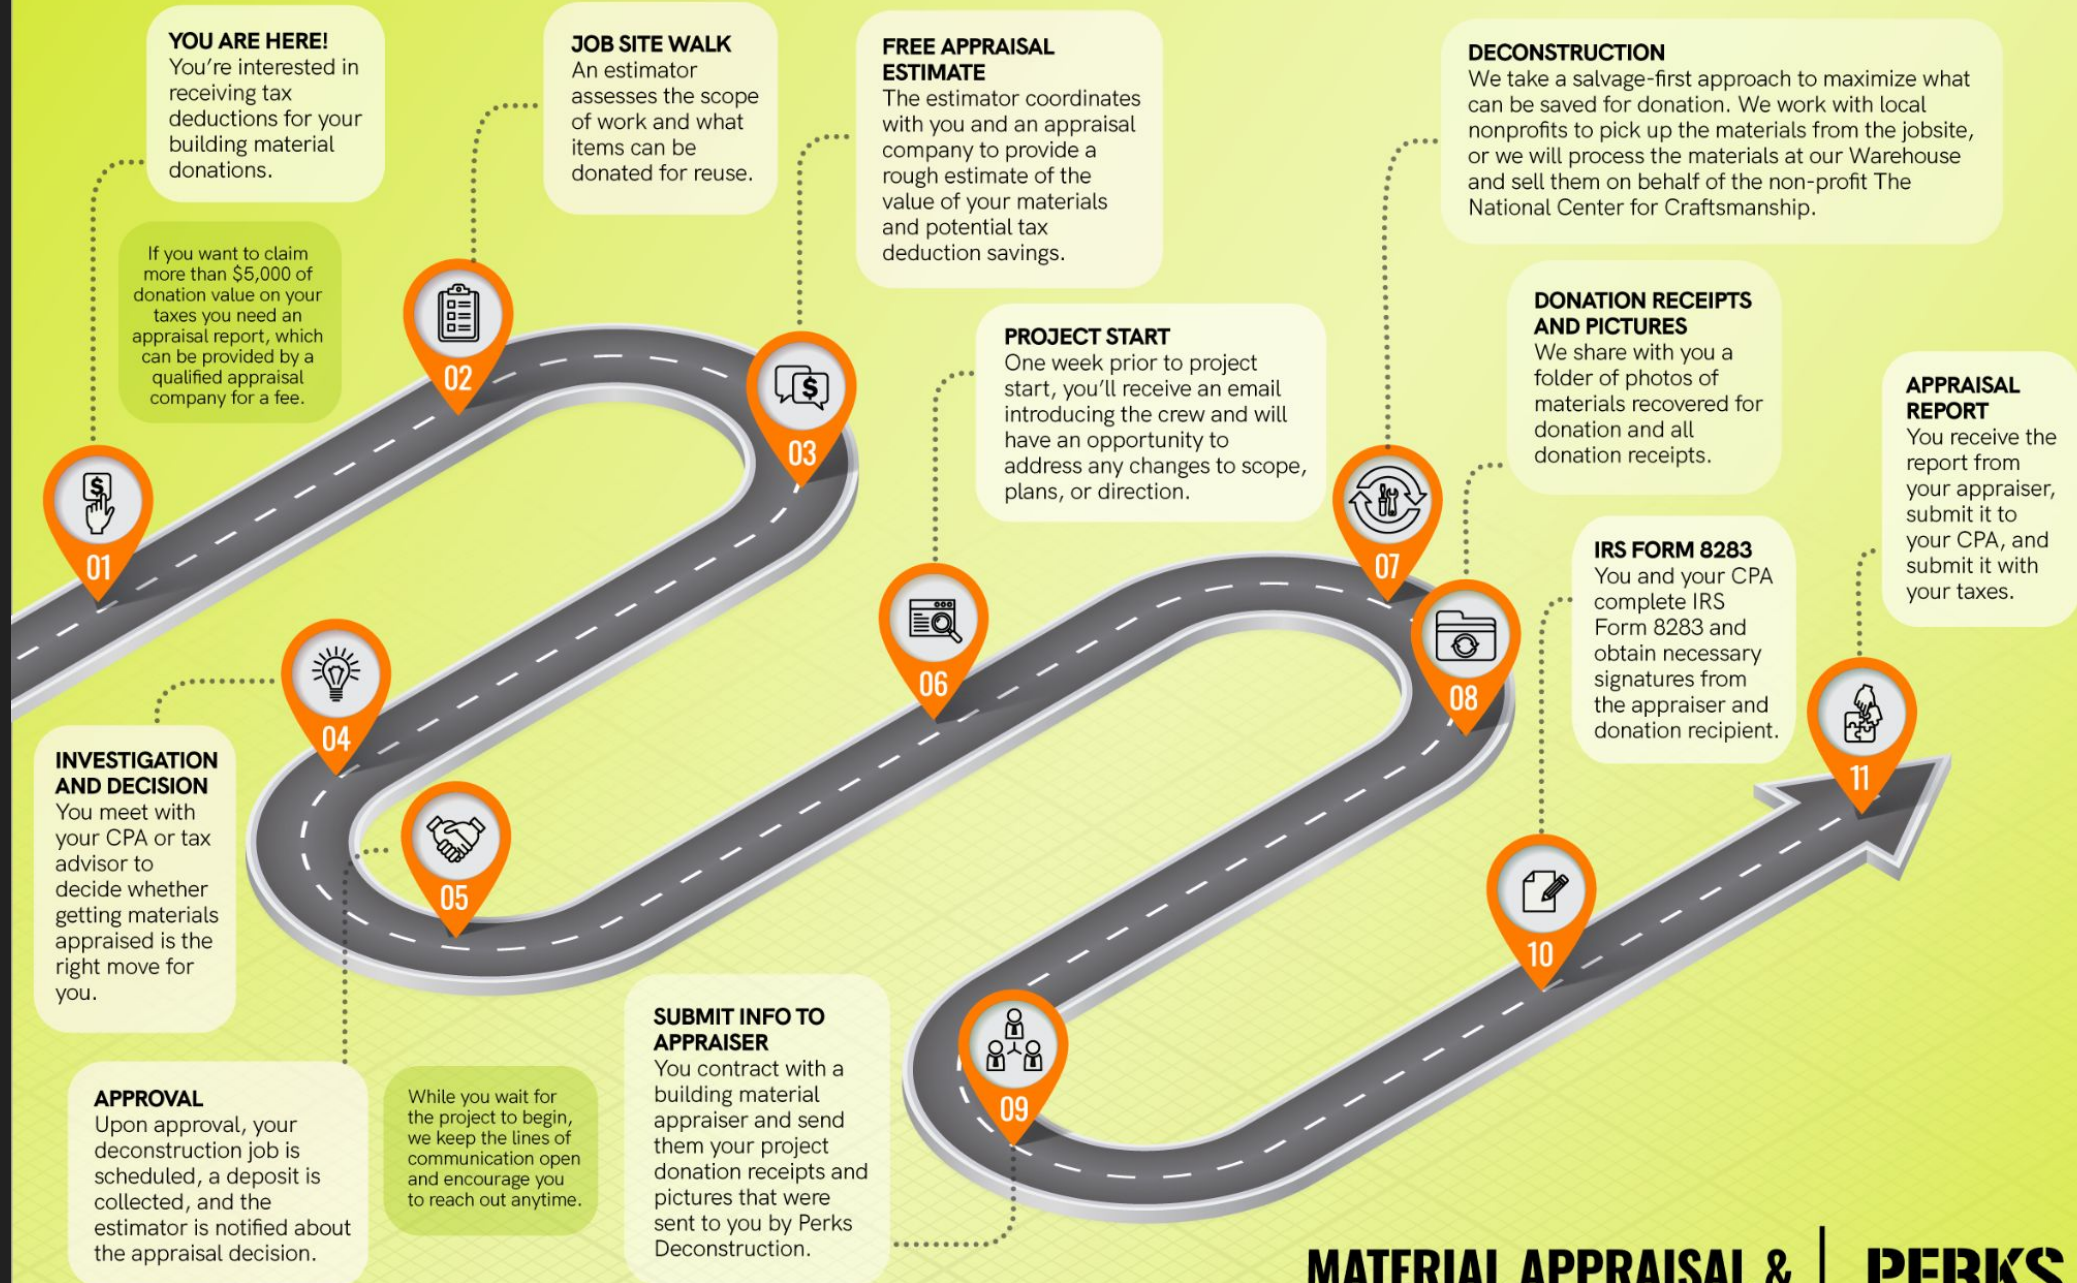 YOU ARE HERE!
You're interested in
receiving tax
deductions for your
building material
donations.
If you want to claim
more than $5,000 of
donation value on your
taxes you need an
appraisal report, which
can be provided by a
qualified appraisal
company for a fee.
01
JOB SITE WALK
An estimator
assesses the scope
of work and what
items can be
donated for reuse.
02
FREE APPRAISAL
ESTIMATE
The estimator coordinates
with you and an appraisal
company to provide a
rough estimate of the
value of your materials
and potential tax
deduction savings.
03
INVESTIGATION
AND DECISION
You meet with
your CPA or tax
advisor to
decide whether
getting materials
appraised is the
right move for
you.
04
APPROVAL
Upon approval, your
deconstruction job is
scheduled, a deposit is
collected, and the
estimator is notified about
the appraisal decision.
05
While you wait for
the project to begin,
we keep the lines of
communication open
and encourage you
to reach out anytime.
PROJECT START
One week prior to project
start, you'll receive an email
introducing the crew and will
have an opportunity to
address any changes to scope,
plans, or direction.
06
DECONSTRUCTION
We take a salvage-first approach to maximize what
can be saved for donation. We work with local
nonprofits to pick up the materials from the jobsite,
or we will process the materials at our Warehouse
and sell them on behalf of the non-profit The
National Center for Craftsmanship.
07
DONATION RECEIPTS
AND PICTURES
We share with you a
folder of photos of
materials recovered for
donation and all
donation receipts.
08
SUBMIT INFO TO
APPRAISER
You contract with a
building material
appraiser and send
them your project
donation receipts and
pictures that were
sent to you by Perks
Deconstruction.
09
IRS FORM 8283
You and your CPA
complete IRS
Form 8283 and
obtain necessary
signatures from
the appraiser and
donation recipient.
10
APPRAISAL
REPORT
You receive the
report from
your appraiser,
submit it to
your CPA, and
submit it with
your taxes.
11
MATERIAL APPRAISAL &
PERKS